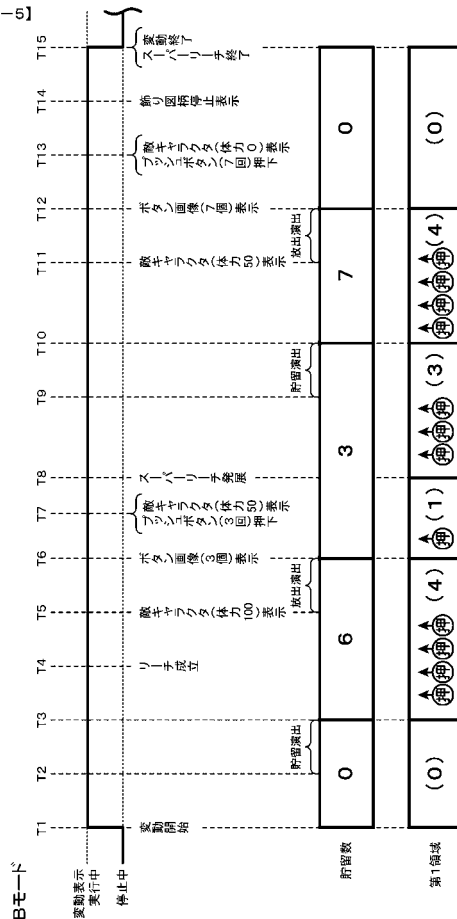 -5】
Bモード
T1 T2 T3 T4 T5 T6 T7 T8 T9 T10 T11 T12 T13 T14 T15
変動表示
実行中
停止中
変動開始
リーチ成立
敵キャラクタ(体力100)表示
ボタン画像(3個)表示
敵キャラクタ(体力50)表示
プッシュボタン(3回)押下
スーパーリーチ発展
敵キャラクタ(体力50)表示
ボタン画像(7個)表示
敵キャラクタ(体力0)表示
プッシュボタン(7回)押下
飾り図柄停止表示
変動終了
スーパーリーチ終了
貯留演出 放出演出 貯留演出 放出演出
貯留数 0 6 3 7 0
第1領域 (0) 押押押押(4) 押(1) 押押押(3) 押押押押(4) (0)